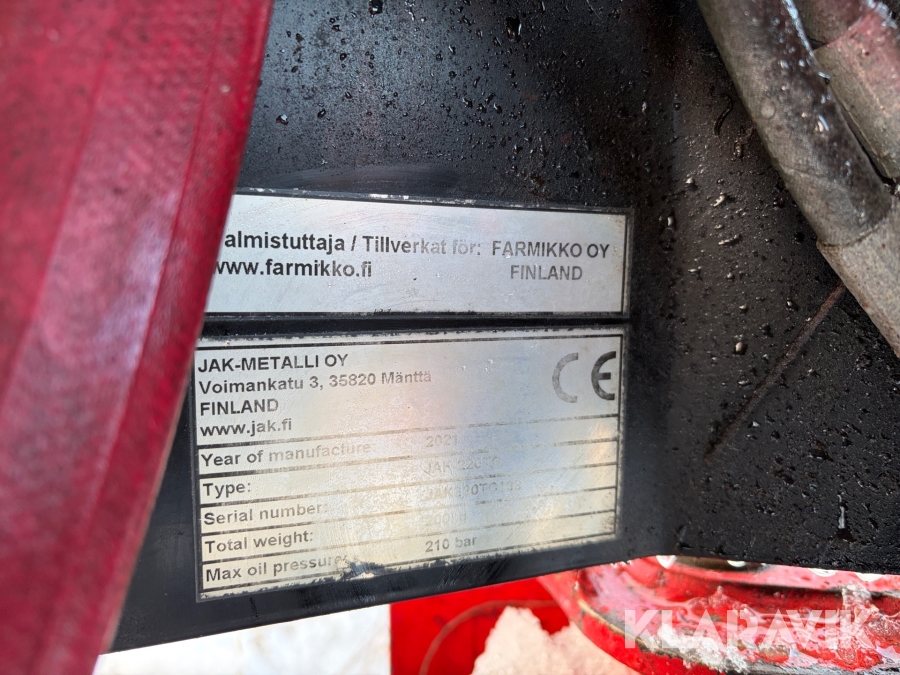 almistuttaja / Tillverkat för: FARMIKKO OY
www.farmikko.fi FINLAND
JAK-METALLI OY
Voimankatu 3, 35820 Mänttä
FINLAND
www.jak.fi
CE
Year of manufacture 2021
Type:
Serial number:
Total weight:
Max oil pressure 210 bar
KLARAVIK